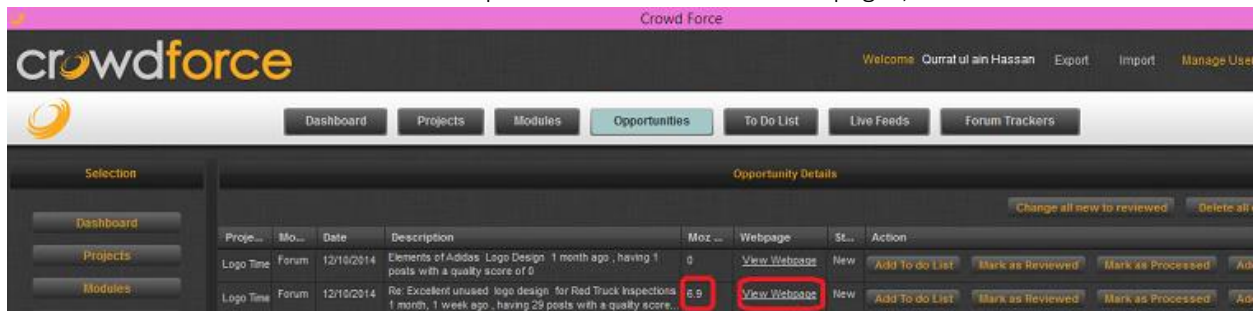 Crowd Force
crowdforce
Welcome Qurrat ul ain Hassan Export Import Manage User
Dashboard Projects Modules Opportunities To Do List Live Feeds Forum Trackers
Selection
Opportunity Details
Change all new to reviewed Delete all
Dashboard
Proje... Mo... Date Description Moz ... Webpage St... Action
Projects
Logo Time Forum 12/10/2014 Elements of Adidas Logo Design 1 month ago , having 1 posts with a quality score of 0 0 View Webpage New Add To do List Mark as Reviewed Mark as Processed Ad
Modules
Logo Time Forum 12/10/2014 Re: Excellent unused logo design for Red Truck Inspections 1 month, 1 week ago , having 29 posts with a quality score... 6.9 View Webpage New Add To do List Mark as Reviewed Mark as Processed Ad